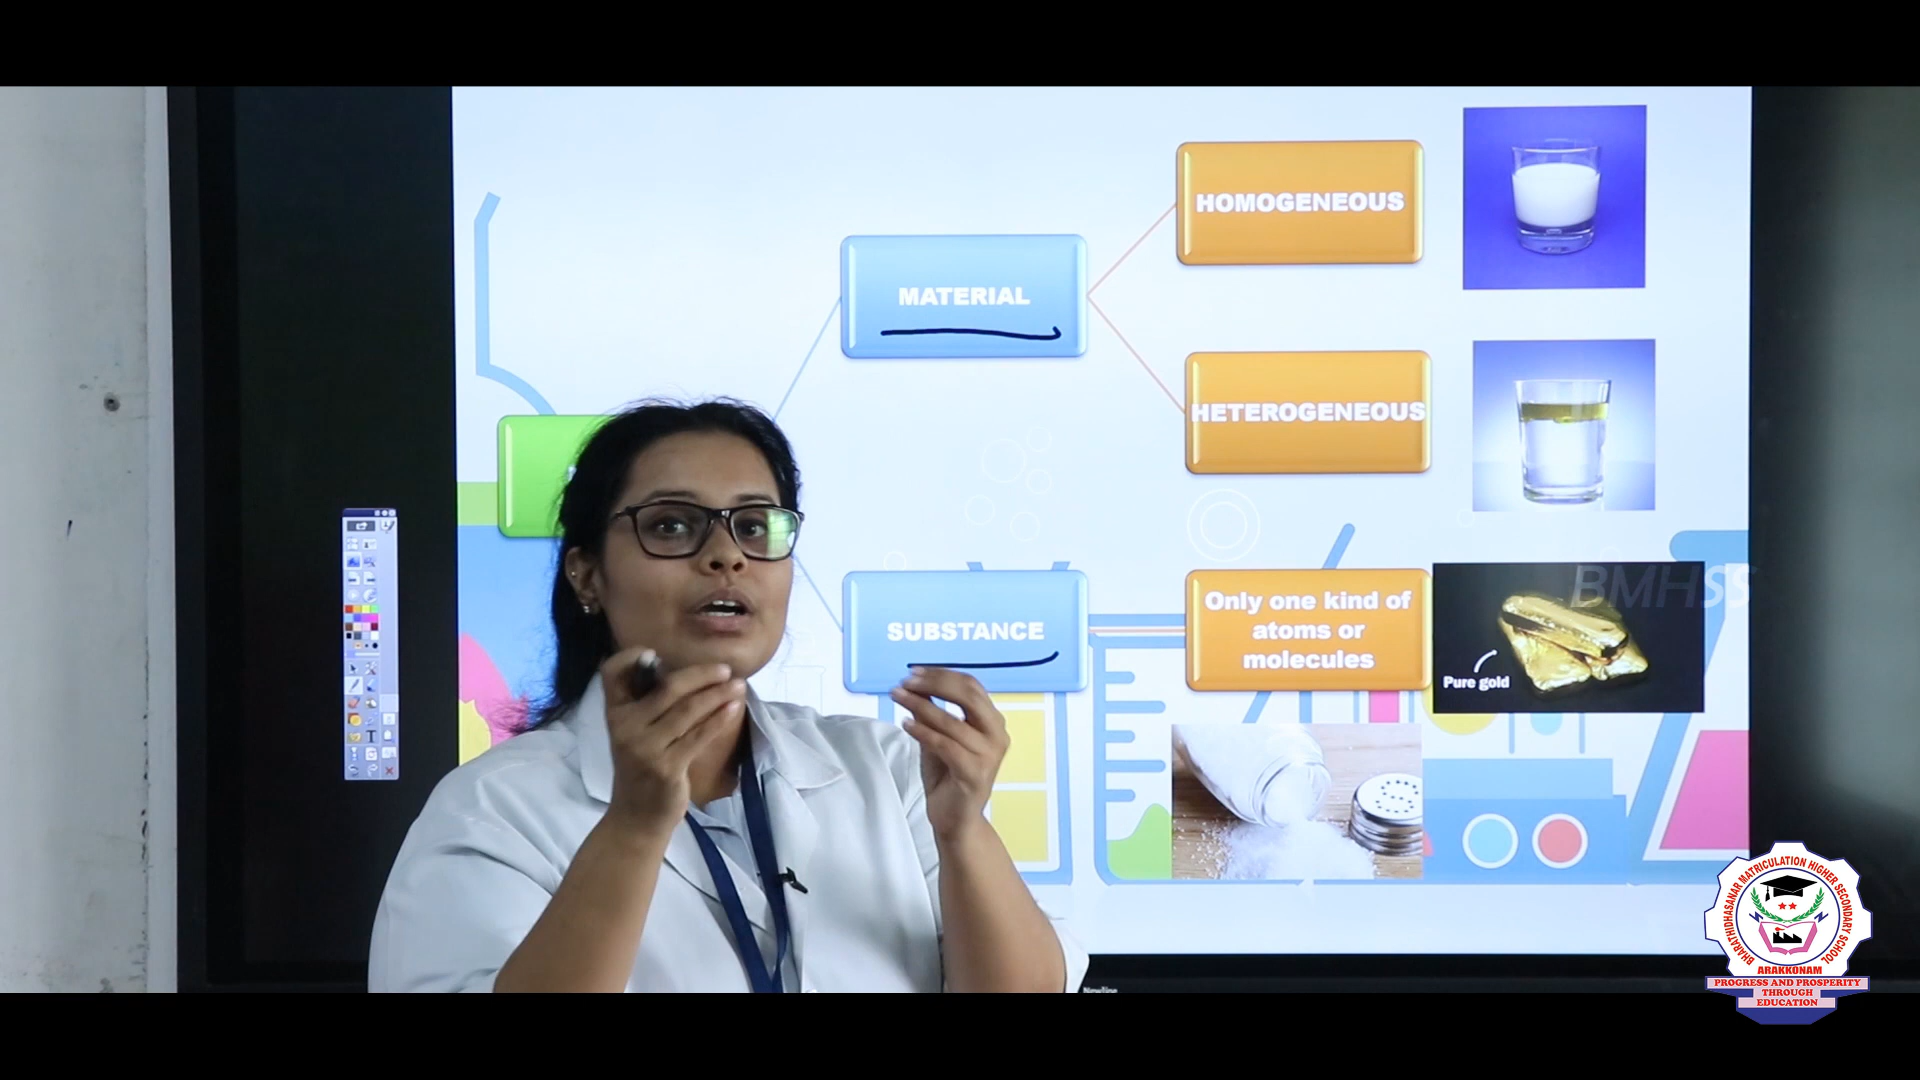 HOMOGENEOUS
MATERIAL
HETEROGENEOUS
SUBSTANCE
Only one kind of
atoms or
molecules
Pure gold
BMHSS
BHARATHIDHASANAR MATRICULATION HIGHER SECONDARY SCHOOL
ARAKKONAM
PROGRESS AND PROSPERITY
THROUGH
EDUCATION
Newline